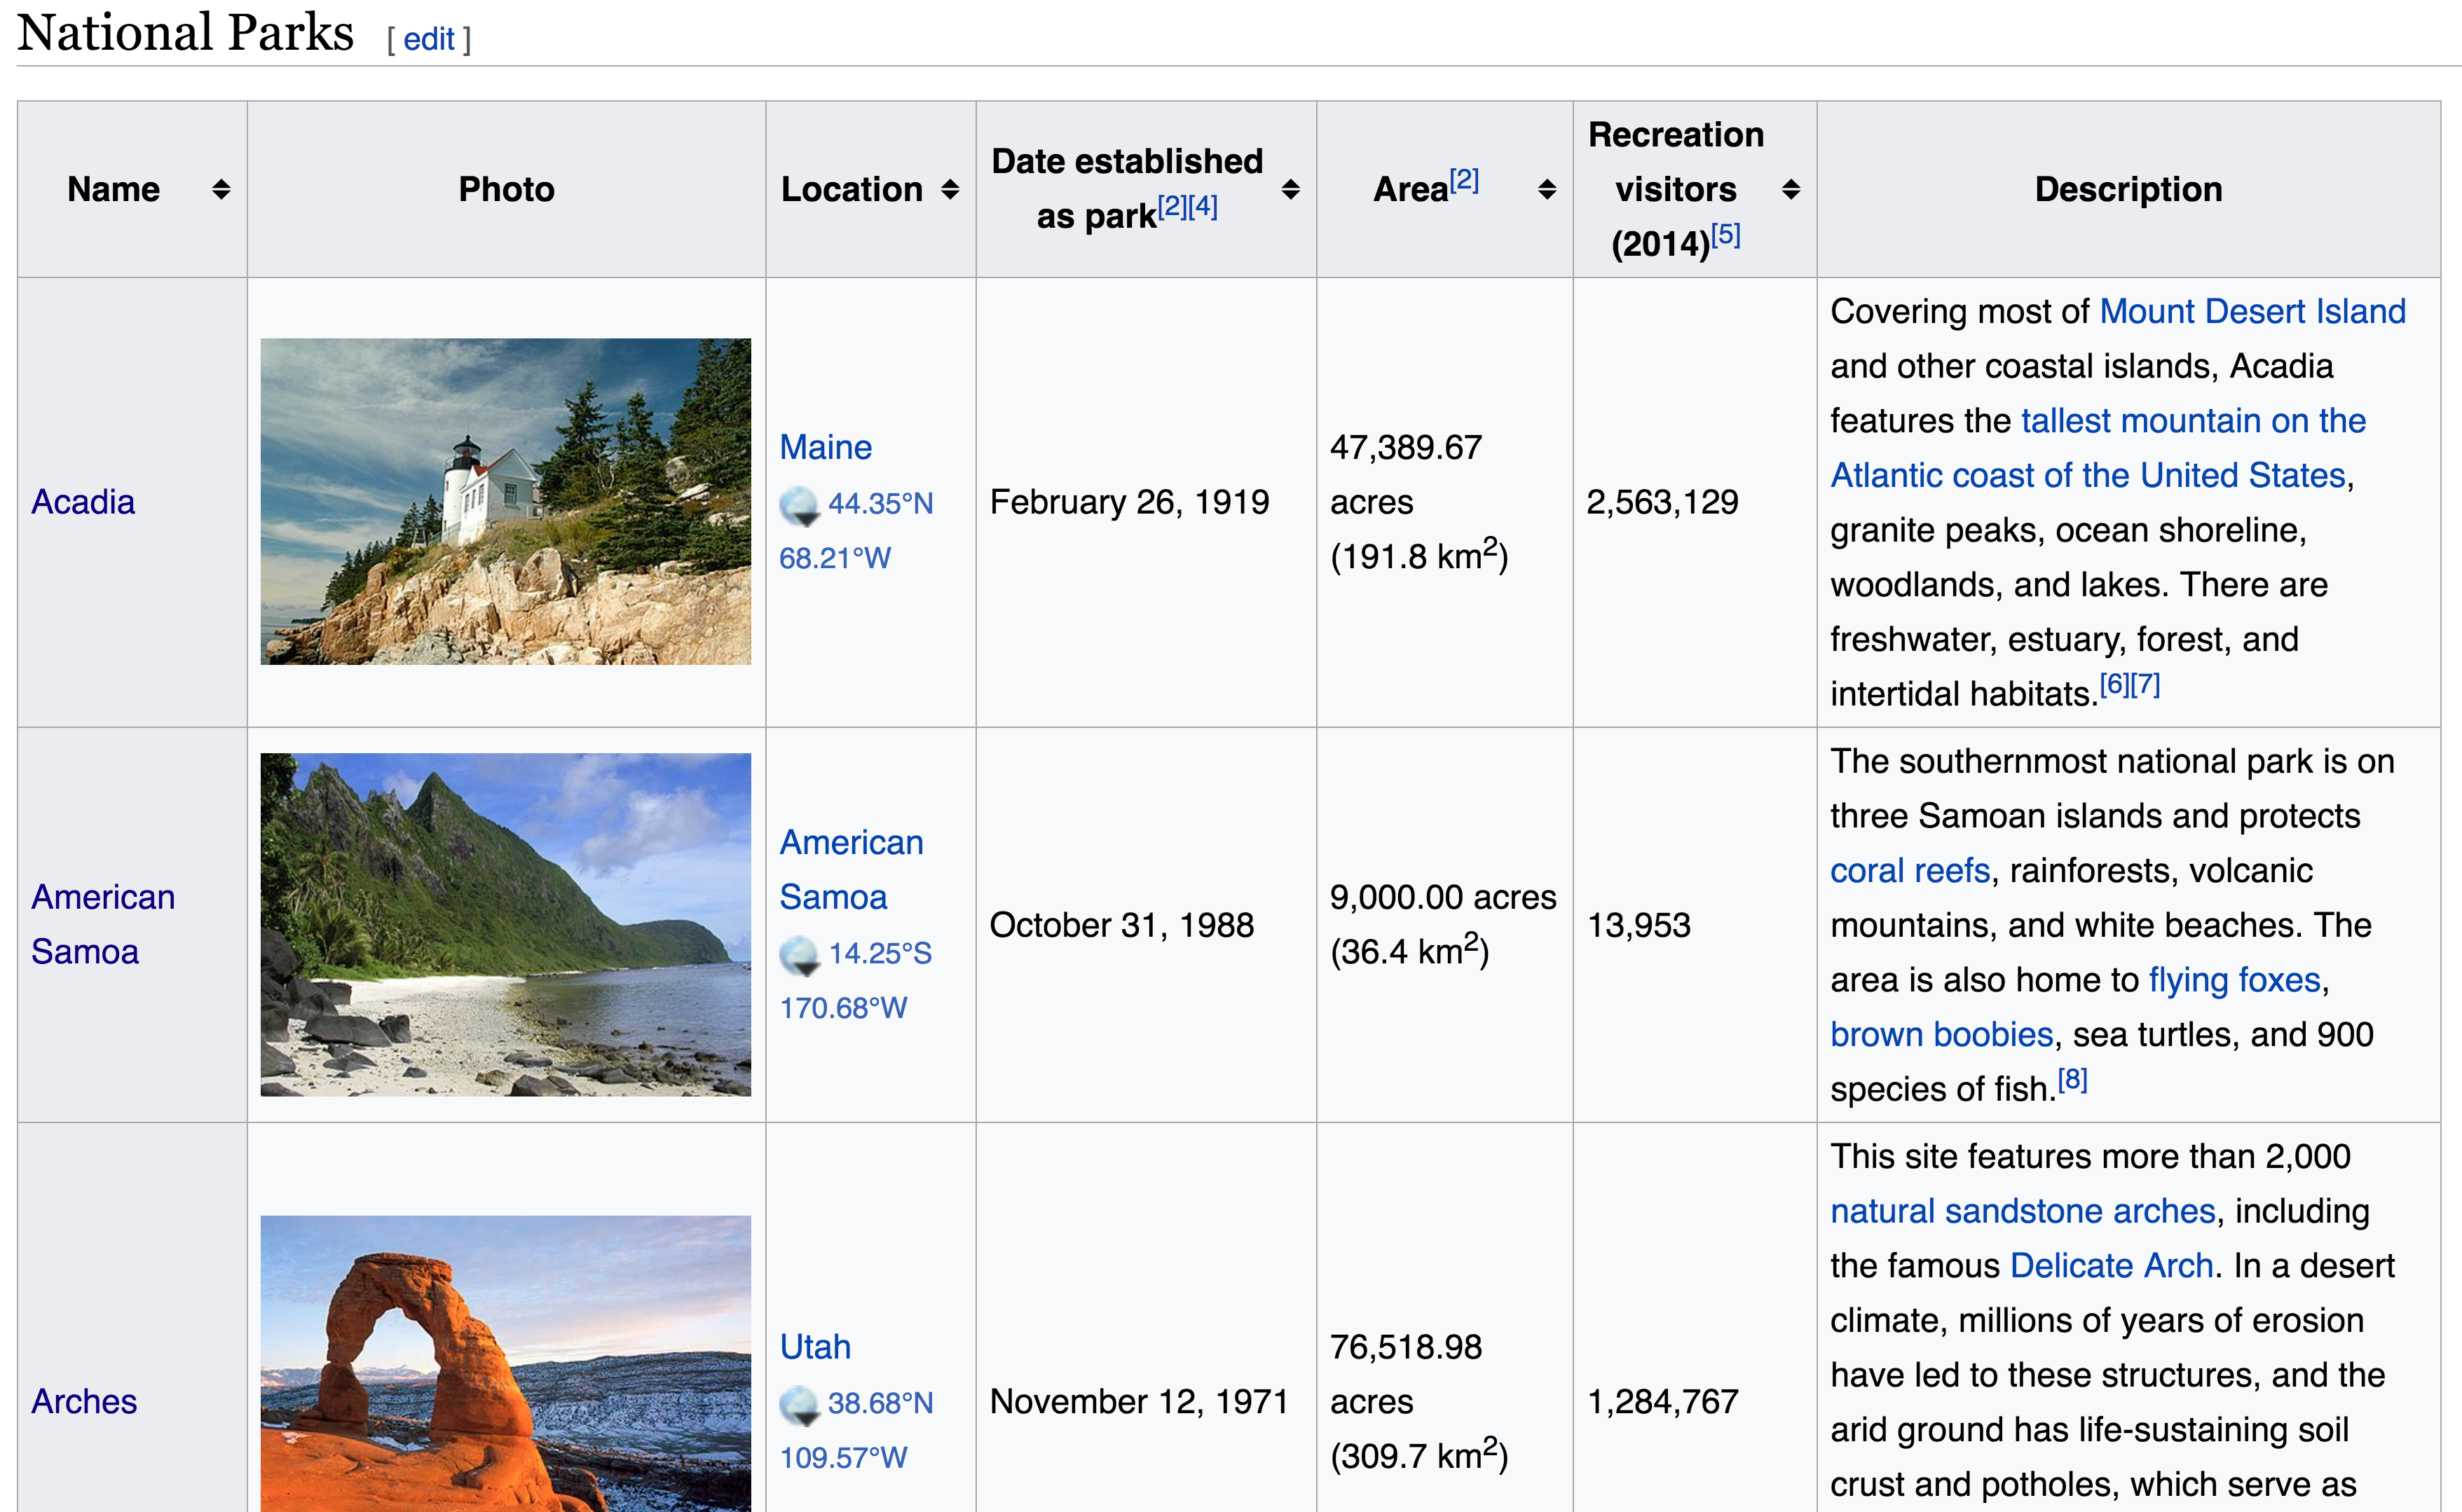 National Parks [ edit ]
Name
Photo
Location
Date established
as park[2][4]
Area[2]
Recreation
visitors
(2014)[5]
Description
Acadia
Maine
44.35°N
68.21°W
February 26, 1919
47,389.67
acres
(191.8 km²)
2,563,129
Covering most of Mount Desert Island
and other coastal islands, Acadia
features the tallest mountain on the
Atlantic coast of the United States,
granite peaks, ocean shoreline,
woodlands, and lakes. There are
freshwater, estuary, forest, and
intertidal habitats.[6][7]
American
Samoa
American
Samoa
14.25°S
170.68°W
October 31, 1988
9,000.00 acres
(36.4 km²)
13,953
The southernmost national park is on
three Samoan islands and protects
coral reefs, rainforests, volcanic
mountains, and white beaches. The
area is also home to flying foxes,
brown boobies, sea turtles, and 900
species of fish.[8]
Arches
Utah
38.68°N
109.57°W
November 12, 1971
76,518.98
acres
(309.7 km²)
1,284,767
This site features more than 2,000
natural sandstone arches, including
the famous Delicate Arch. In a desert
climate, millions of years of erosion
have led to these structures, and the
arid ground has life-sustaining soil
crust and potholes, which serve as